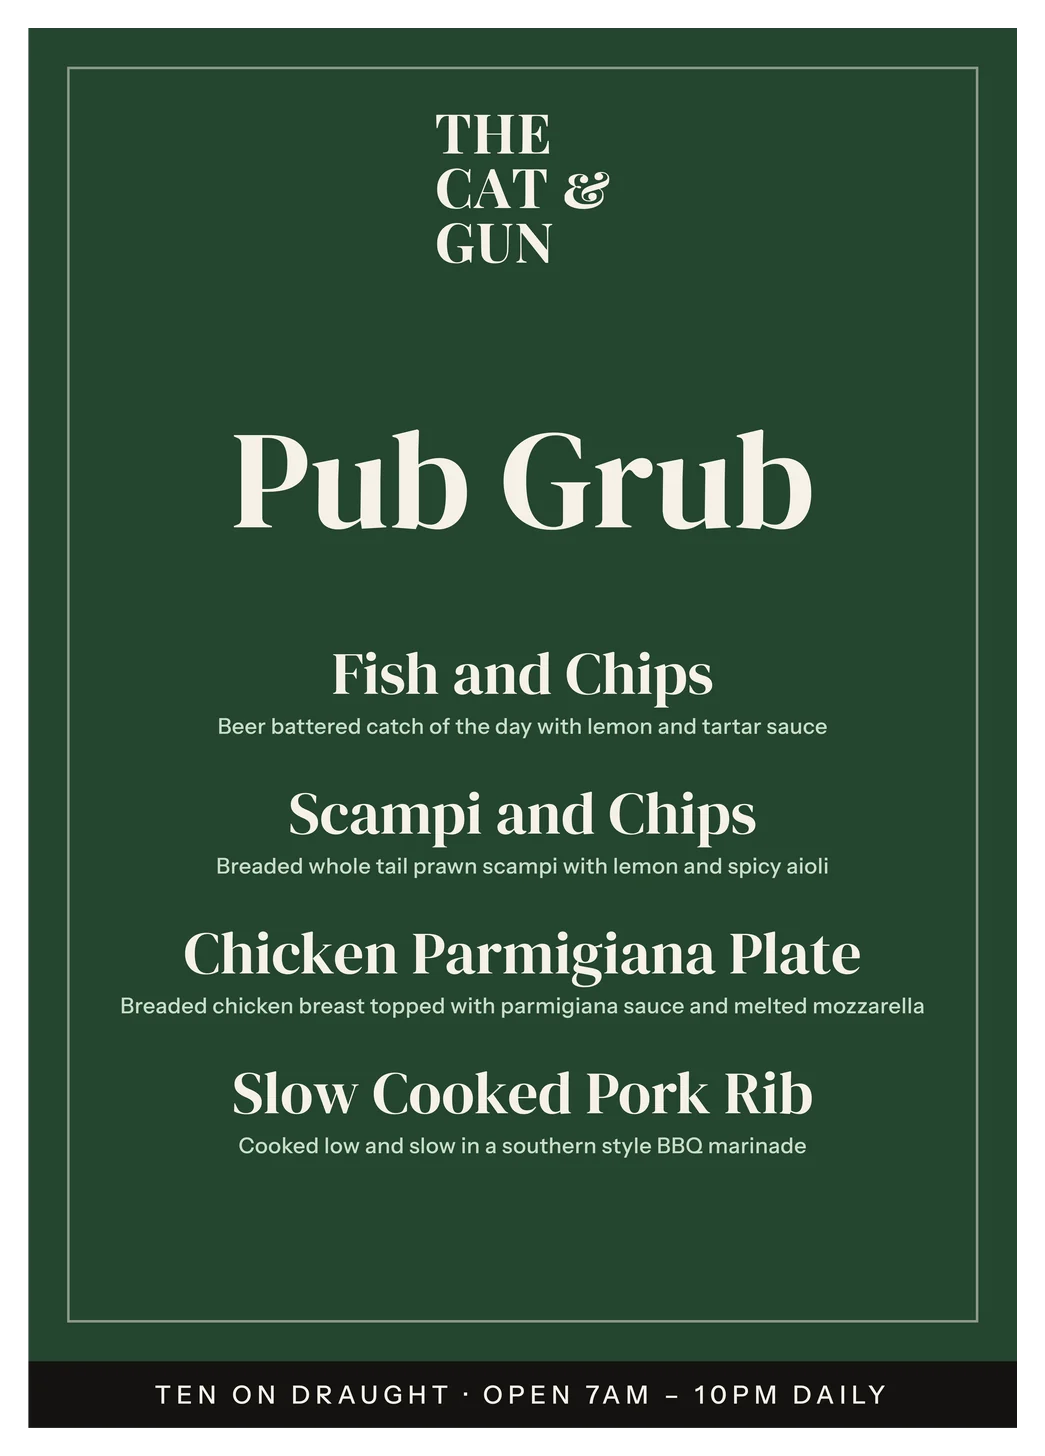 THE
CAT &
GUN
Pub Grub
Fish and Chips
Beer battered catch of the day with lemon and tartar sauce
Scampi and Chips
Breaded whole tail prawn scampi with lemon and spicy aioli
Chicken Parmigiana Plate
Breaded chicken breast topped with parmigiana sauce and melted mozzarella
Slow Cooked Pork Rib
Cooked low and slow in a southern style BBQ marinade
TEN ON DRAUGHT · OPEN 7AM – 10PM DAILY